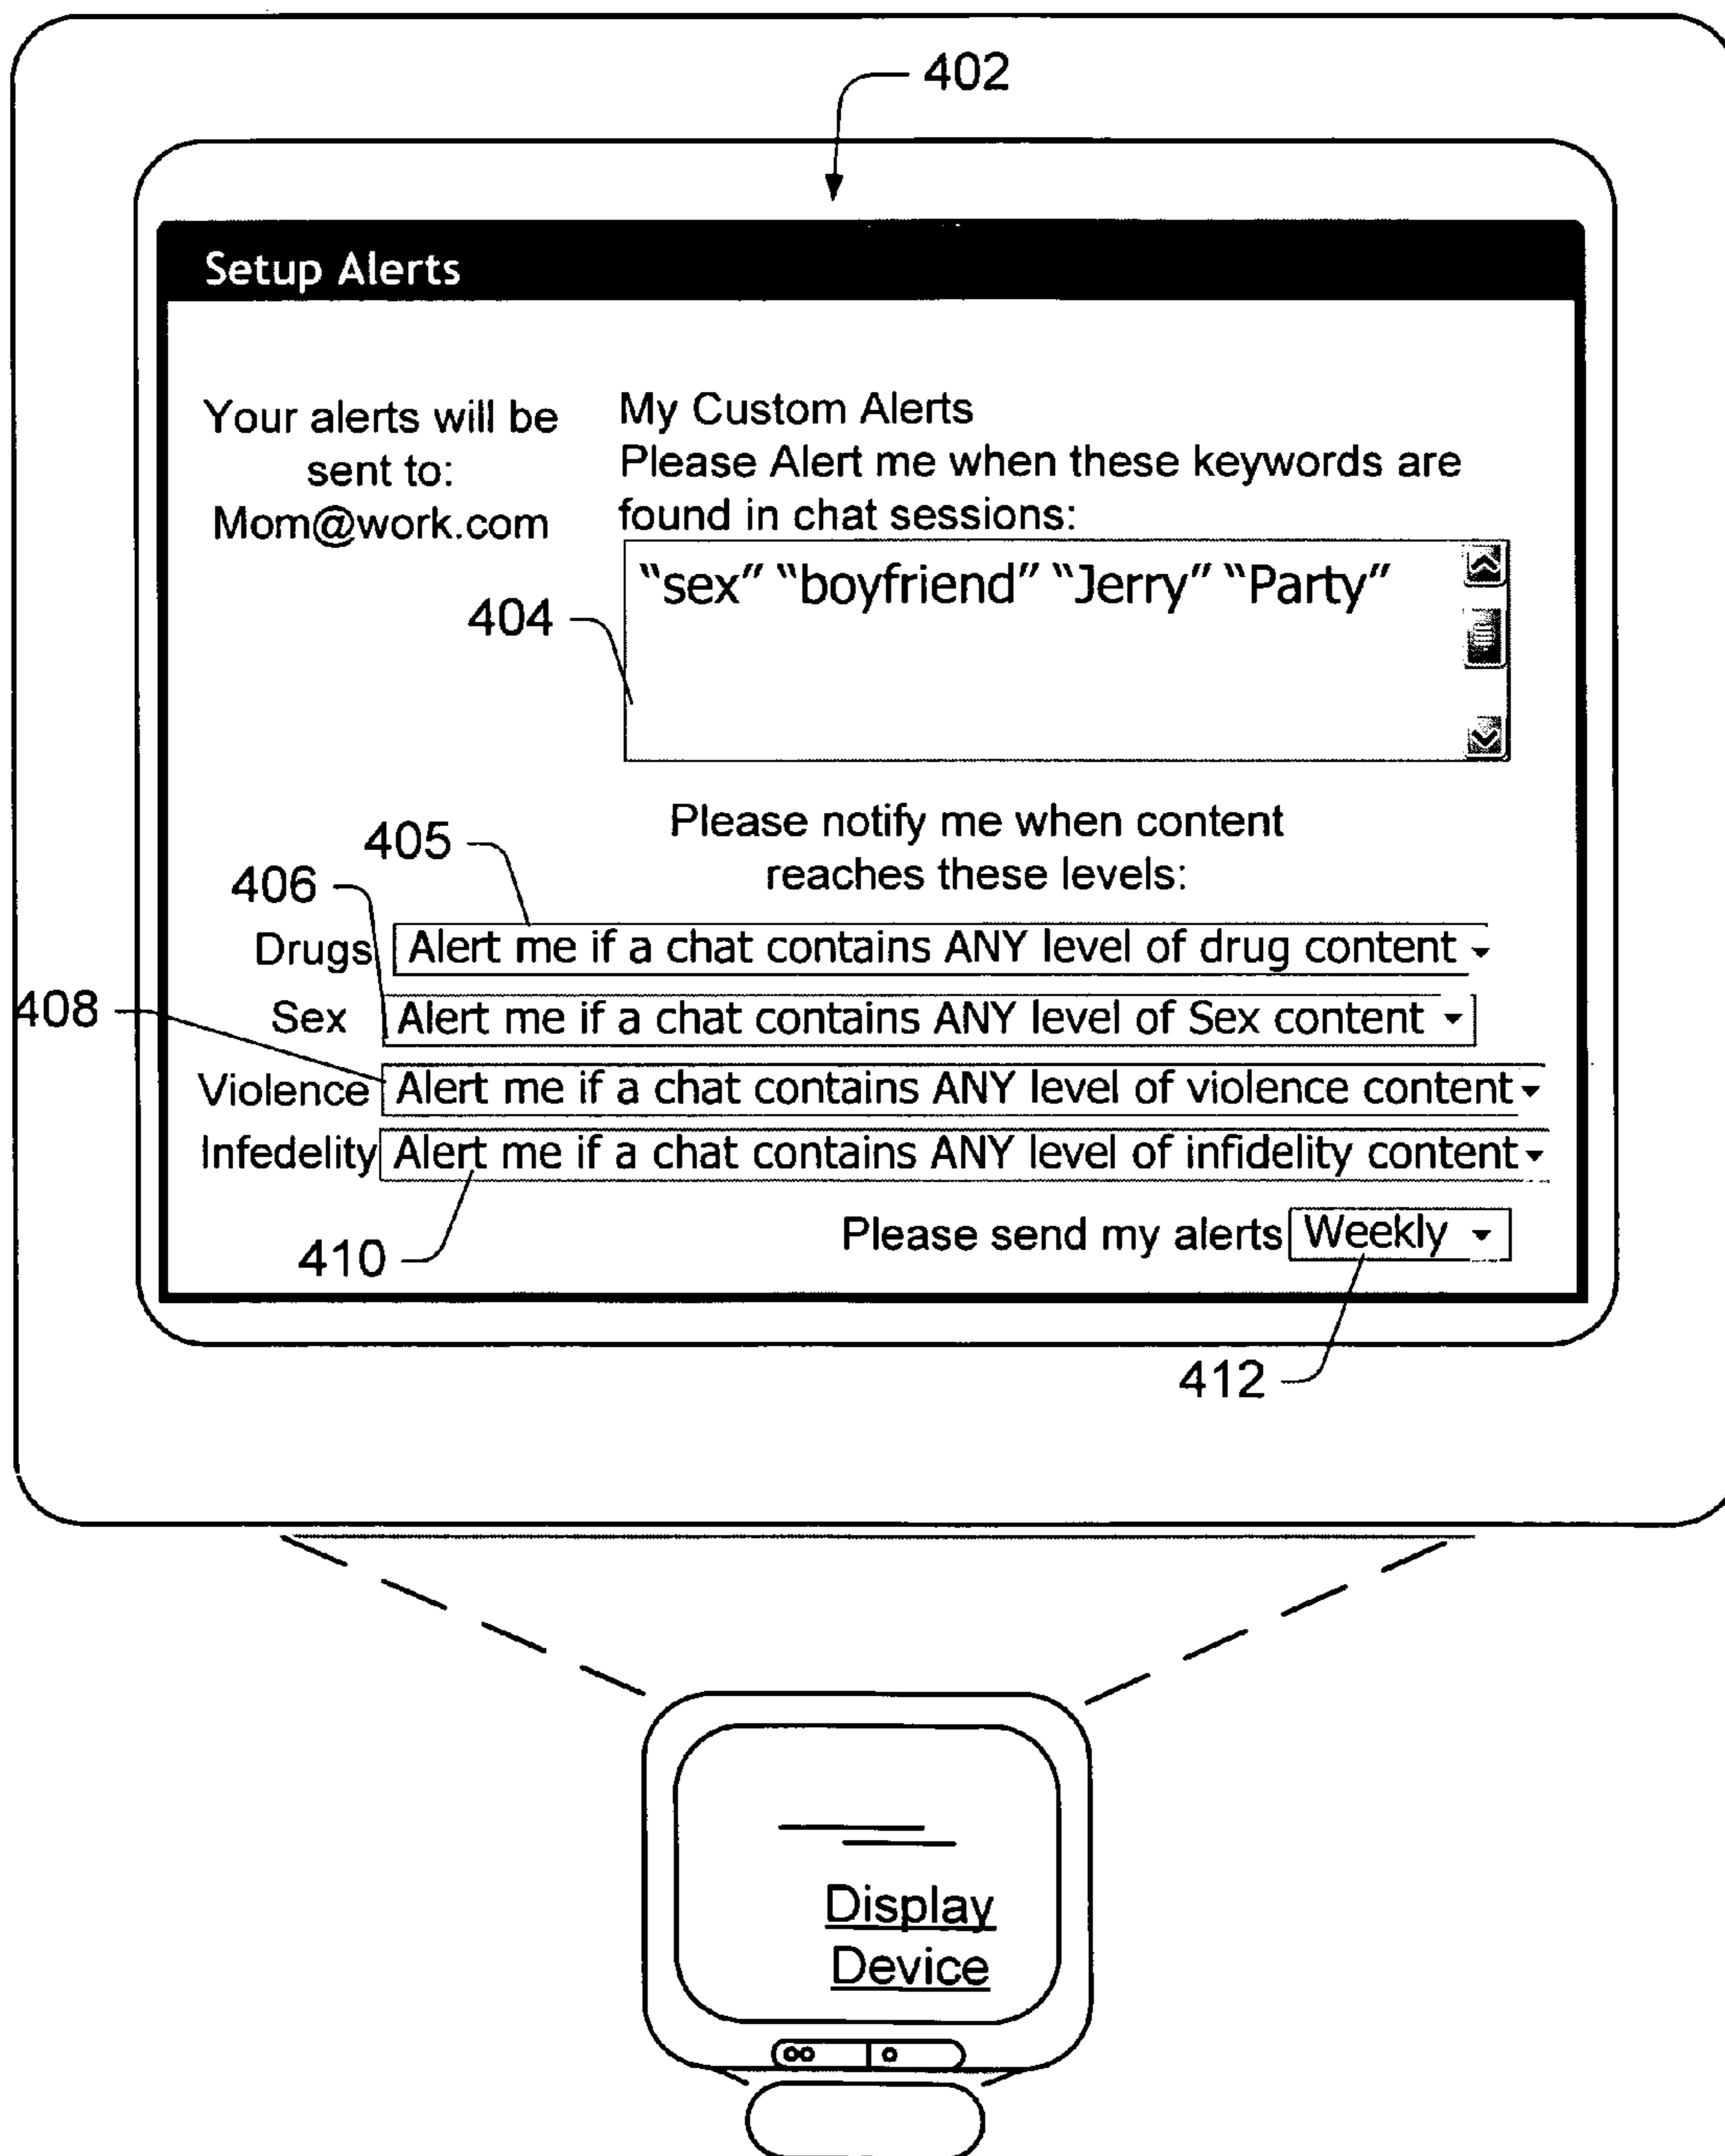 402
Setup Alerts
Your alerts will be
sent to:
Mom@work.com
My Custom Alerts
Please Alert me when these keywords are
found in chat sessions:
“sex” “boyfriend” “Jerry” “Party”
404
Please notify me when content
reaches these levels:
405
406
Drugs Alert me if a chat contains ANY level of drug content
408
Sex Alert me if a chat contains ANY level of Sex content
Violence Alert me if a chat contains ANY level of violence content
Infedelity Alert me if a chat contains ANY level of infidelity content
Please send my alerts Weekly
410
412
Display
Device